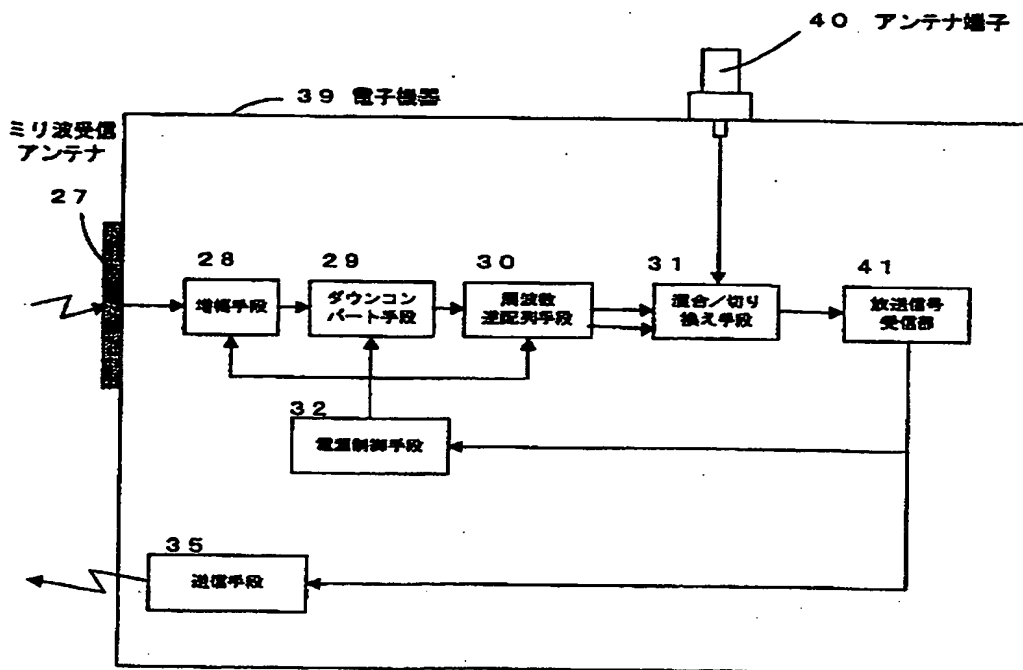 40 アンテナ端子
39 電子機器
ミリ波受信
アンテナ
27
28
増幅手段
29
ダウンコン
バート手段
30
周波数
逆配列手段
31
混合/切り
換え手段
41
放送信号
受信部
32
電源制御手段
35
送信手段